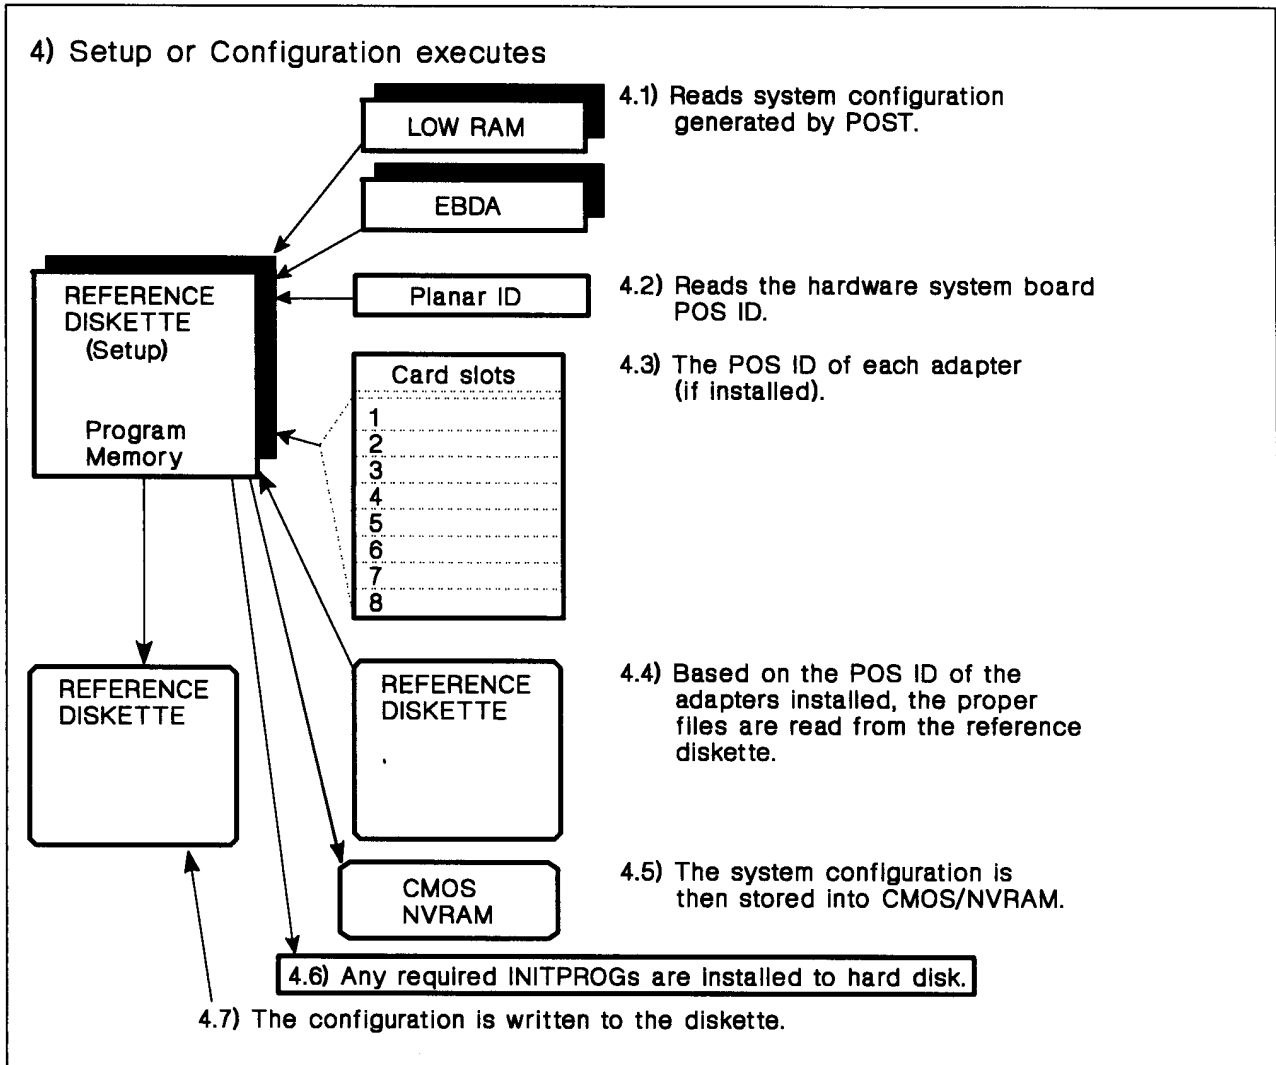 4) Setup or Configuration executes
LOW RAM
4.1) Reads system configuration
generated by POST.
EBDA
REFERENCE
DISKETTE
(Setup)
Program
Memory
Planar ID
4.2) Reads the hardware system board
POS ID.
Card slots
1
2
3
4
5
6
7
8
4.3) The POS ID of each adapter
(if installed).
REFERENCE
DISKETTE
REFERENCE
DISKETTE
4.4) Based on the POS ID of the
adapters installed, the proper
files are read from the reference
diskette.
CMOS
NVRAM
4.5) The system configuration is
then stored into CMOS/NVRAM.
4.6) Any required INITPROGs are installed to hard disk.
4.7) The configuration is written to the diskette.